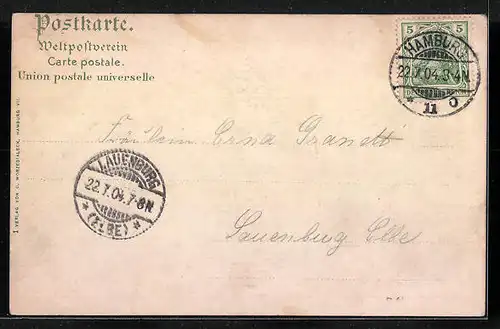 Postkarte.
Weltpostverein
Carte postale.
Union postale universelle
5 5
HAMBURG
22.7.04.3-4N
* 11 O
Fräulein Erna Grandt
LAUENBURG
22.7.04.7-8N
* (ELBE) *
Lauenburg Elbe